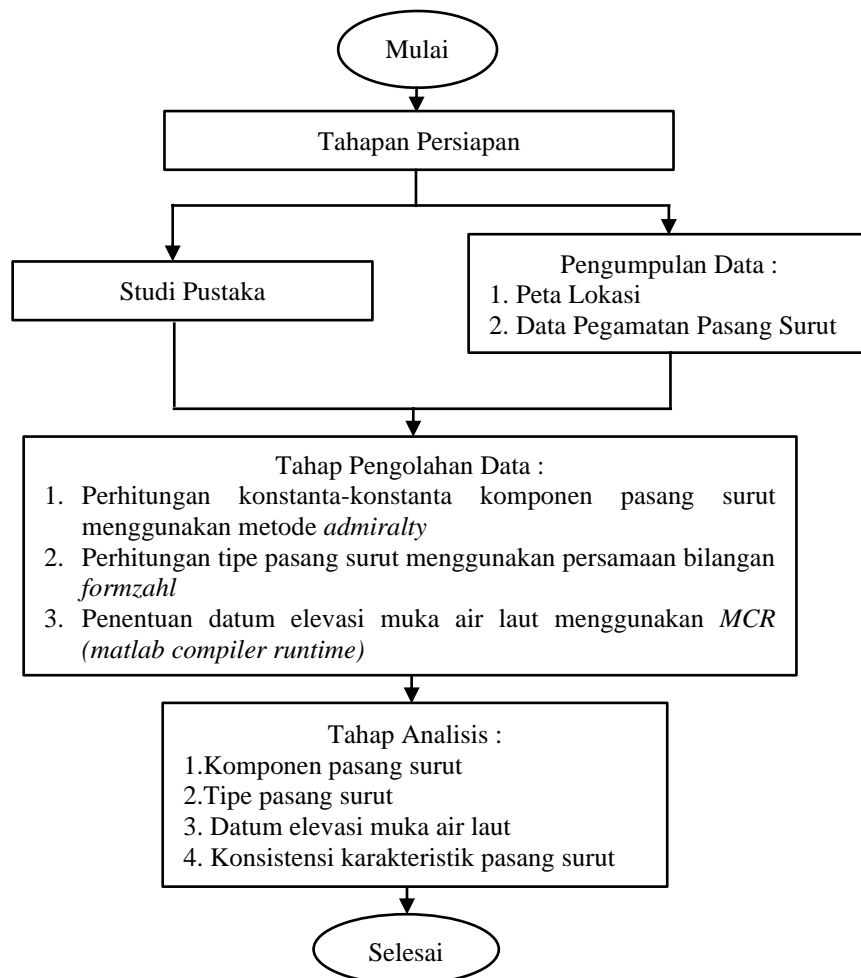 Mulai
Tahapan Persiapan
Studi Pustaka
Pengumpulan Data :
1. Peta Lokasi
2. Data Pegamatan Pasang Surut
Tahap Pengolahan Data :
1. Perhitungan konstanta-konstanta komponen pasang surut
menggunakan metode admiralty
2. Perhitungan tipe pasang surut menggunakan persamaan bilangan
formzahl
3. Penentuan datum elevasi muka air laut menggunakan MCR
(matlab compiler runtime)
Tahap Analisis :
1.Komponen pasang surut
2.Tipe pasang surut
3. Datum elevasi muka air laut
4. Konsistensi karakteristik pasang surut
Selesai